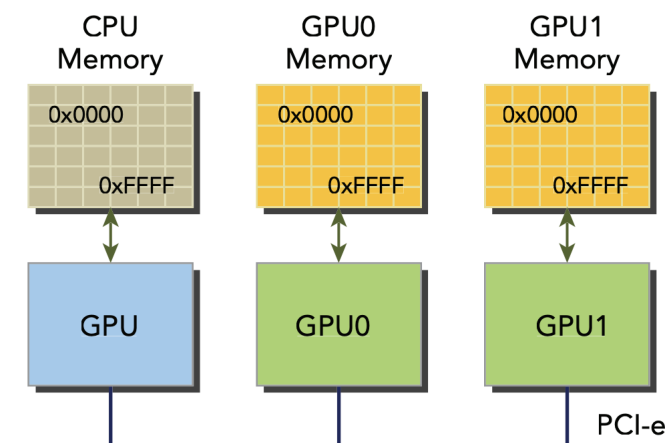 CPU
Memory
GPU0
Memory
GPU1
Memory
0x0000
0xFFFF
0x0000
0xFFFF
0x0000
0xFFFF
GPU
GPU0
GPU1
PCI-e